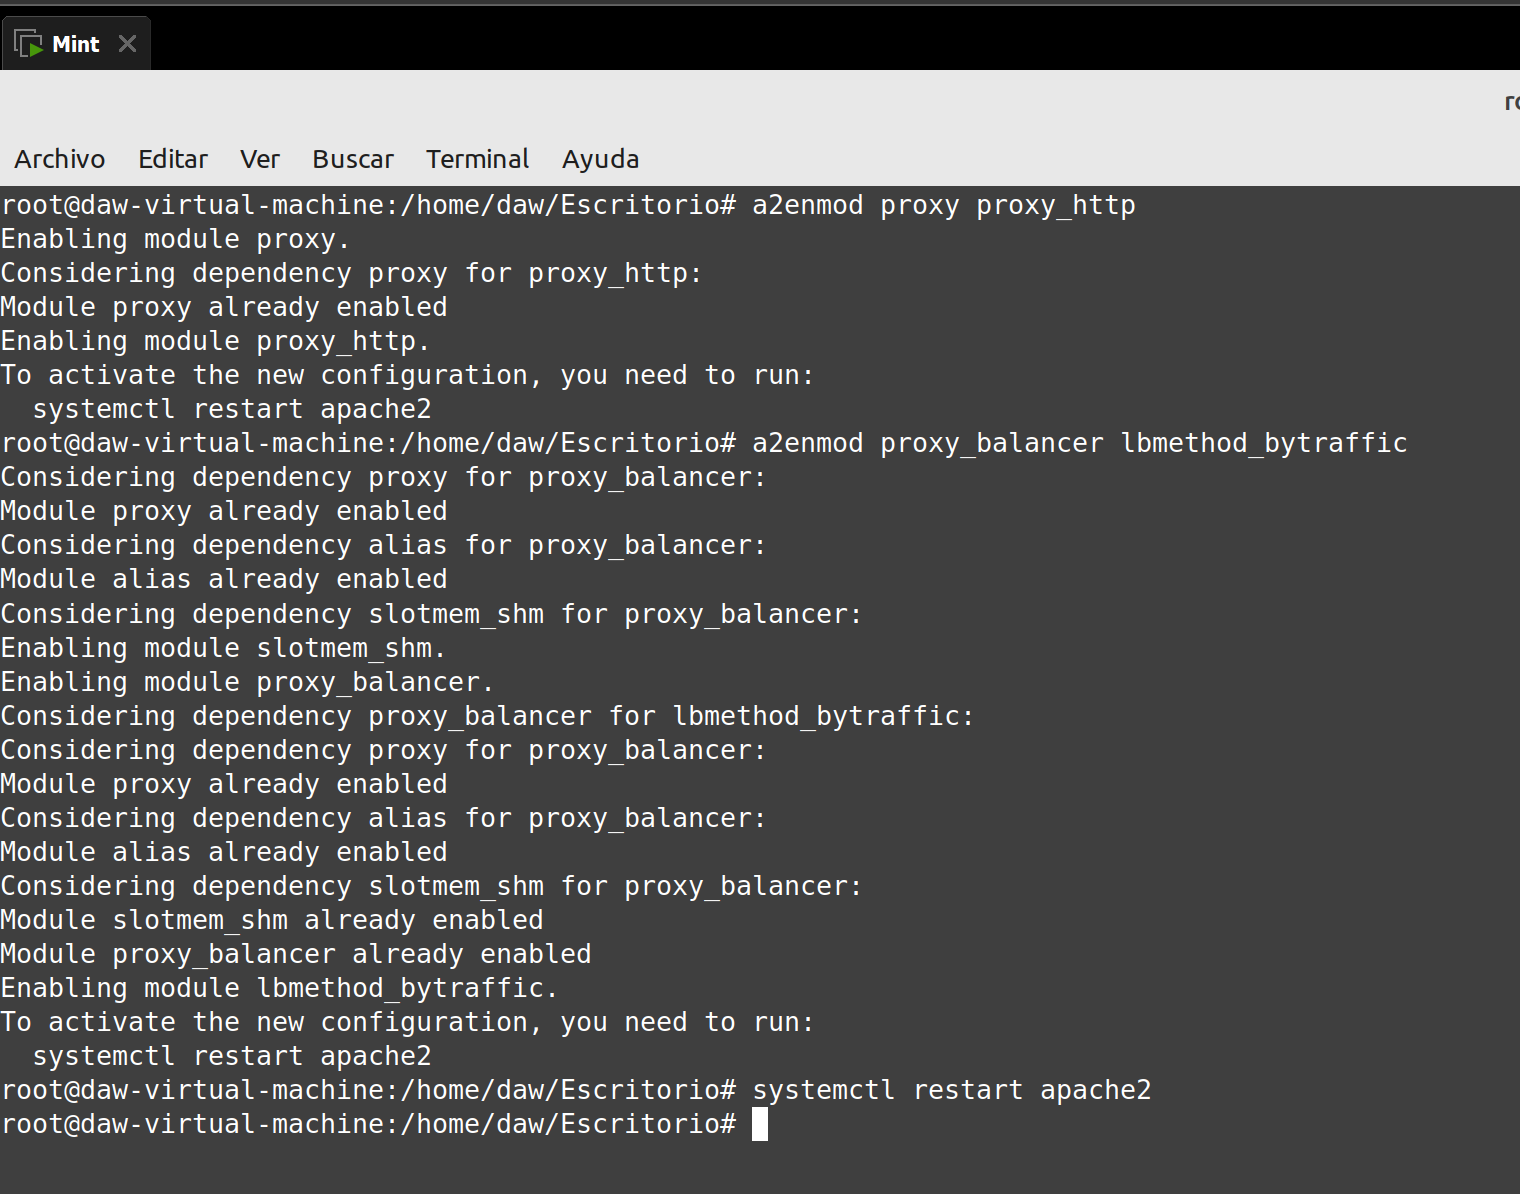 Mint
Archivo Editar Ver Buscar Terminal Ayuda
root@daw-virtual-machine:/home/daw/Escritorio# a2enmod proxy proxy_http
Enabling module proxy.
Considering dependency proxy for proxy_http:
Module proxy already enabled
Enabling module proxy_http.
To activate the new configuration, you need to run:
  systemctl restart apache2
root@daw-virtual-machine:/home/daw/Escritorio# a2enmod proxy_balancer lbmethod_bytraffic
Considering dependency proxy for proxy_balancer:
Module proxy already enabled
Considering dependency alias for proxy_balancer:
Module alias already enabled
Considering dependency slotmem_shm for proxy_balancer:
Enabling module slotmem_shm.
Enabling module proxy_balancer.
Considering dependency proxy_balancer for lbmethod_bytraffic:
Considering dependency proxy for proxy_balancer:
Module proxy already enabled
Considering dependency alias for proxy_balancer:
Module alias already enabled
Considering dependency slotmem_shm for proxy_balancer:
Module slotmem_shm already enabled
Module proxy_balancer already enabled
Enabling module lbmethod_bytraffic.
To activate the new configuration, you need to run:
  systemctl restart apache2
root@daw-virtual-machine:/home/daw/Escritorio# systemctl restart apache2
root@daw-virtual-machine:/home/daw/Escritorio#